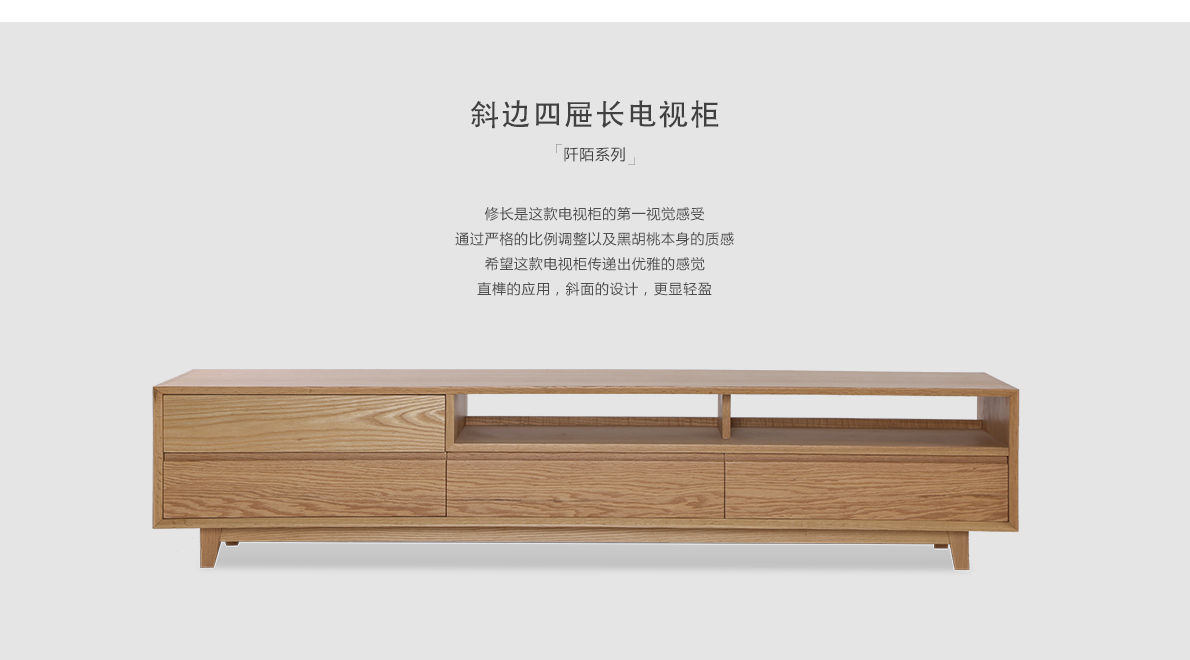 斜边四屉长电视柜
「阡陌系列」
修长是这款电视柜的第一视觉感受
通过严格的比例调整以及黑胡桃本身的质感
希望这款电视柜传递出优雅的感觉
直榫的应用，斜面的设计，更显轻盈